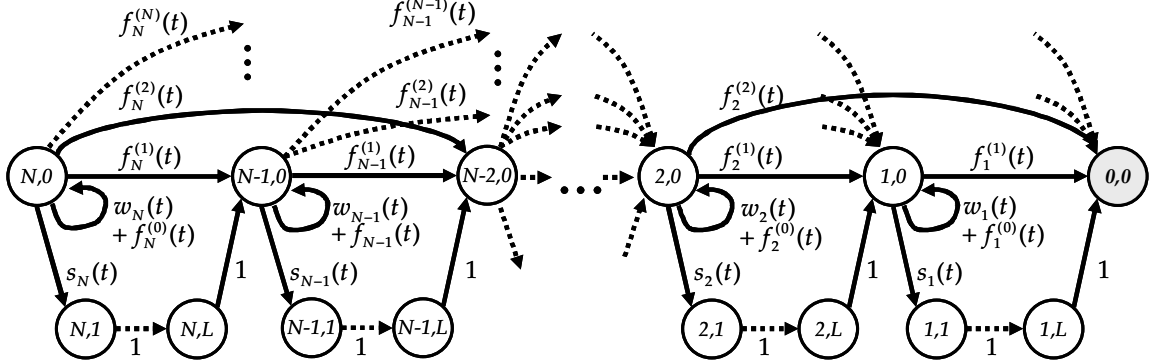 f_N^{(N)}(t)
f_{N-1}^{(N-1)}(t)
f_N^{(2)}(t)
f_{N-1}^{(2)}(t)
f_2^{(2)}(t)
f_N^{(1)}(t)
f_{N-1}^{(1)}(t)
f_2^{(1)}(t)
f_1^{(1)}(t)
N,0
N-1,0
N-2,0
2,0
1,0
0,0
w_N(t)
+ f_N^{(0)}(t)
w_{N-1}(t)
+ f_{N-1}^{(0)}(t)
w_2(t)
+ f_2^{(0)}(t)
w_1(t)
+ f_1^{(0)}(t)
s_N(t)
1
s_{N-1}(t)
1
s_2(t)
1
s_1(t)
1
N,1
N,L
N-1,1
N-1,L
2,1
2,L
1,1
1,L
1
1
1
1